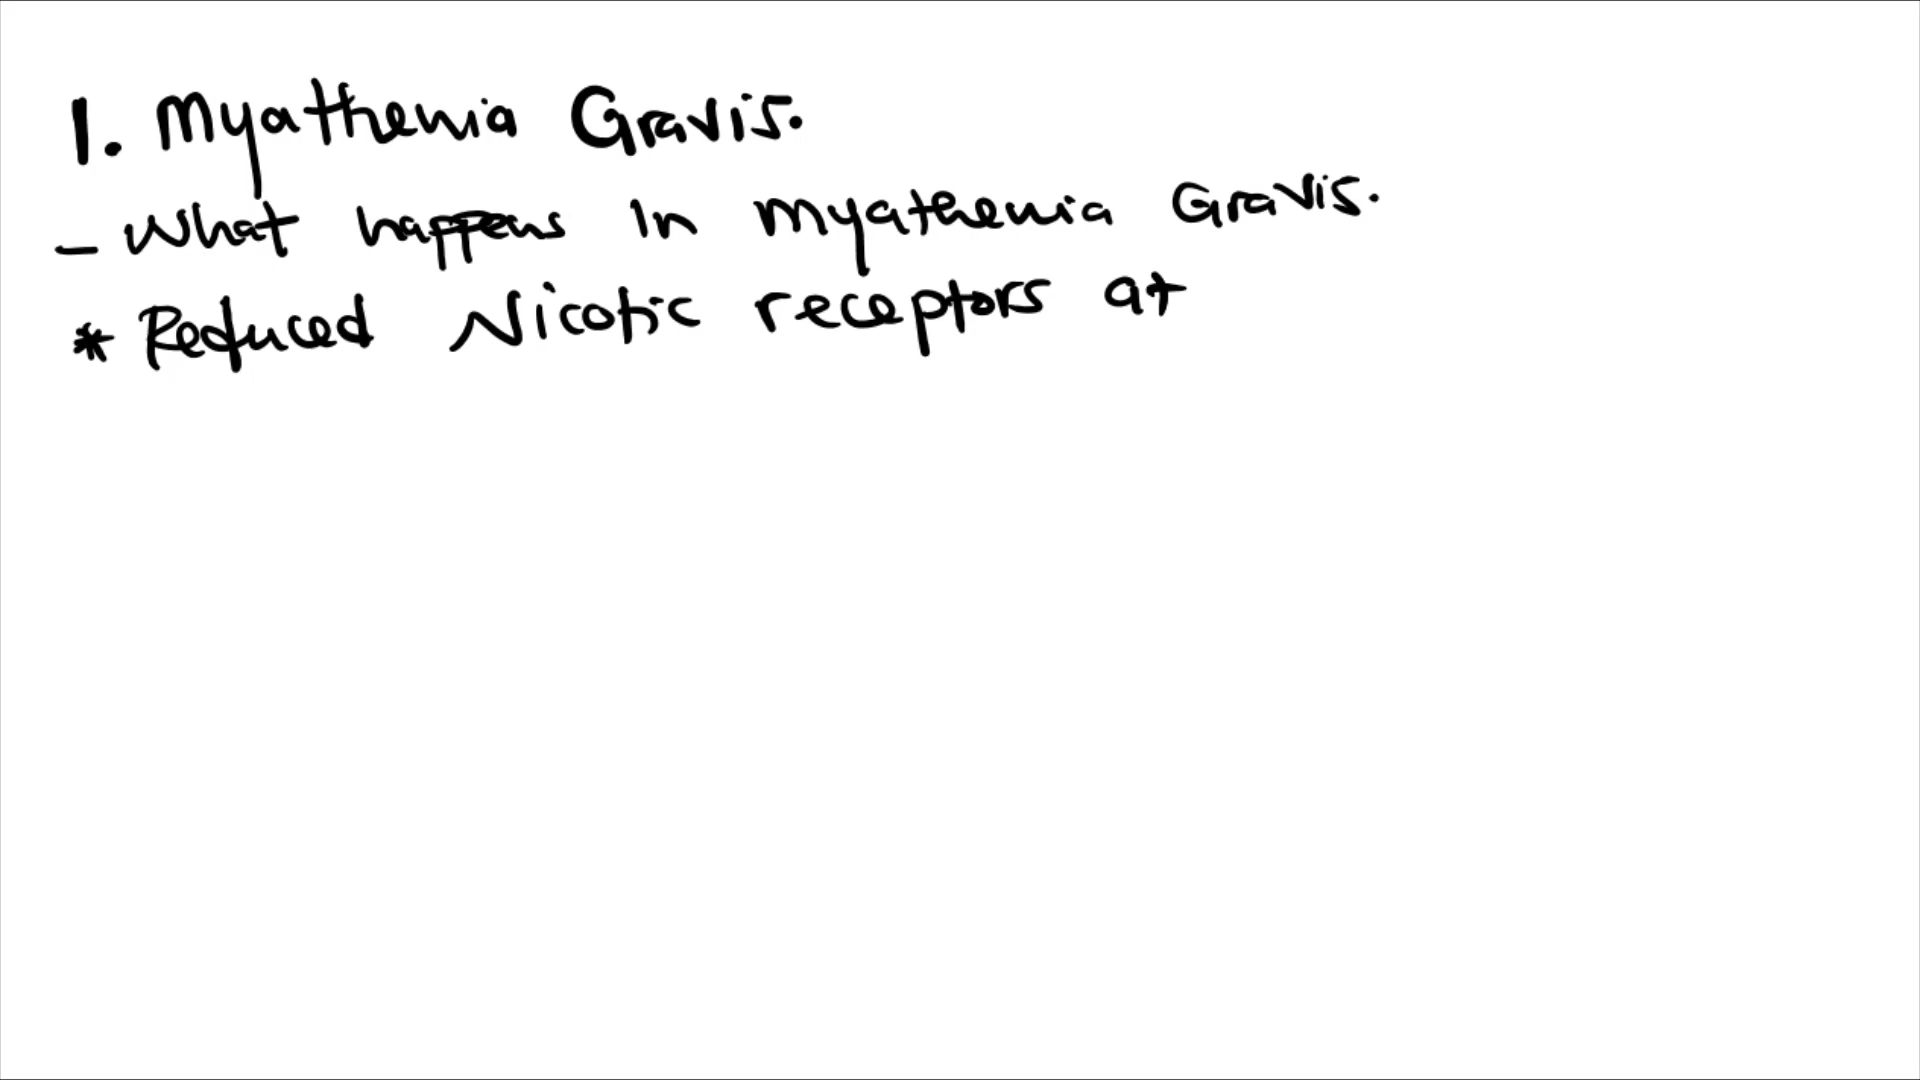 1. Myathenia Gravis.
- What happens in myathenia Gravis.
* Reduced Nicotic receptors at